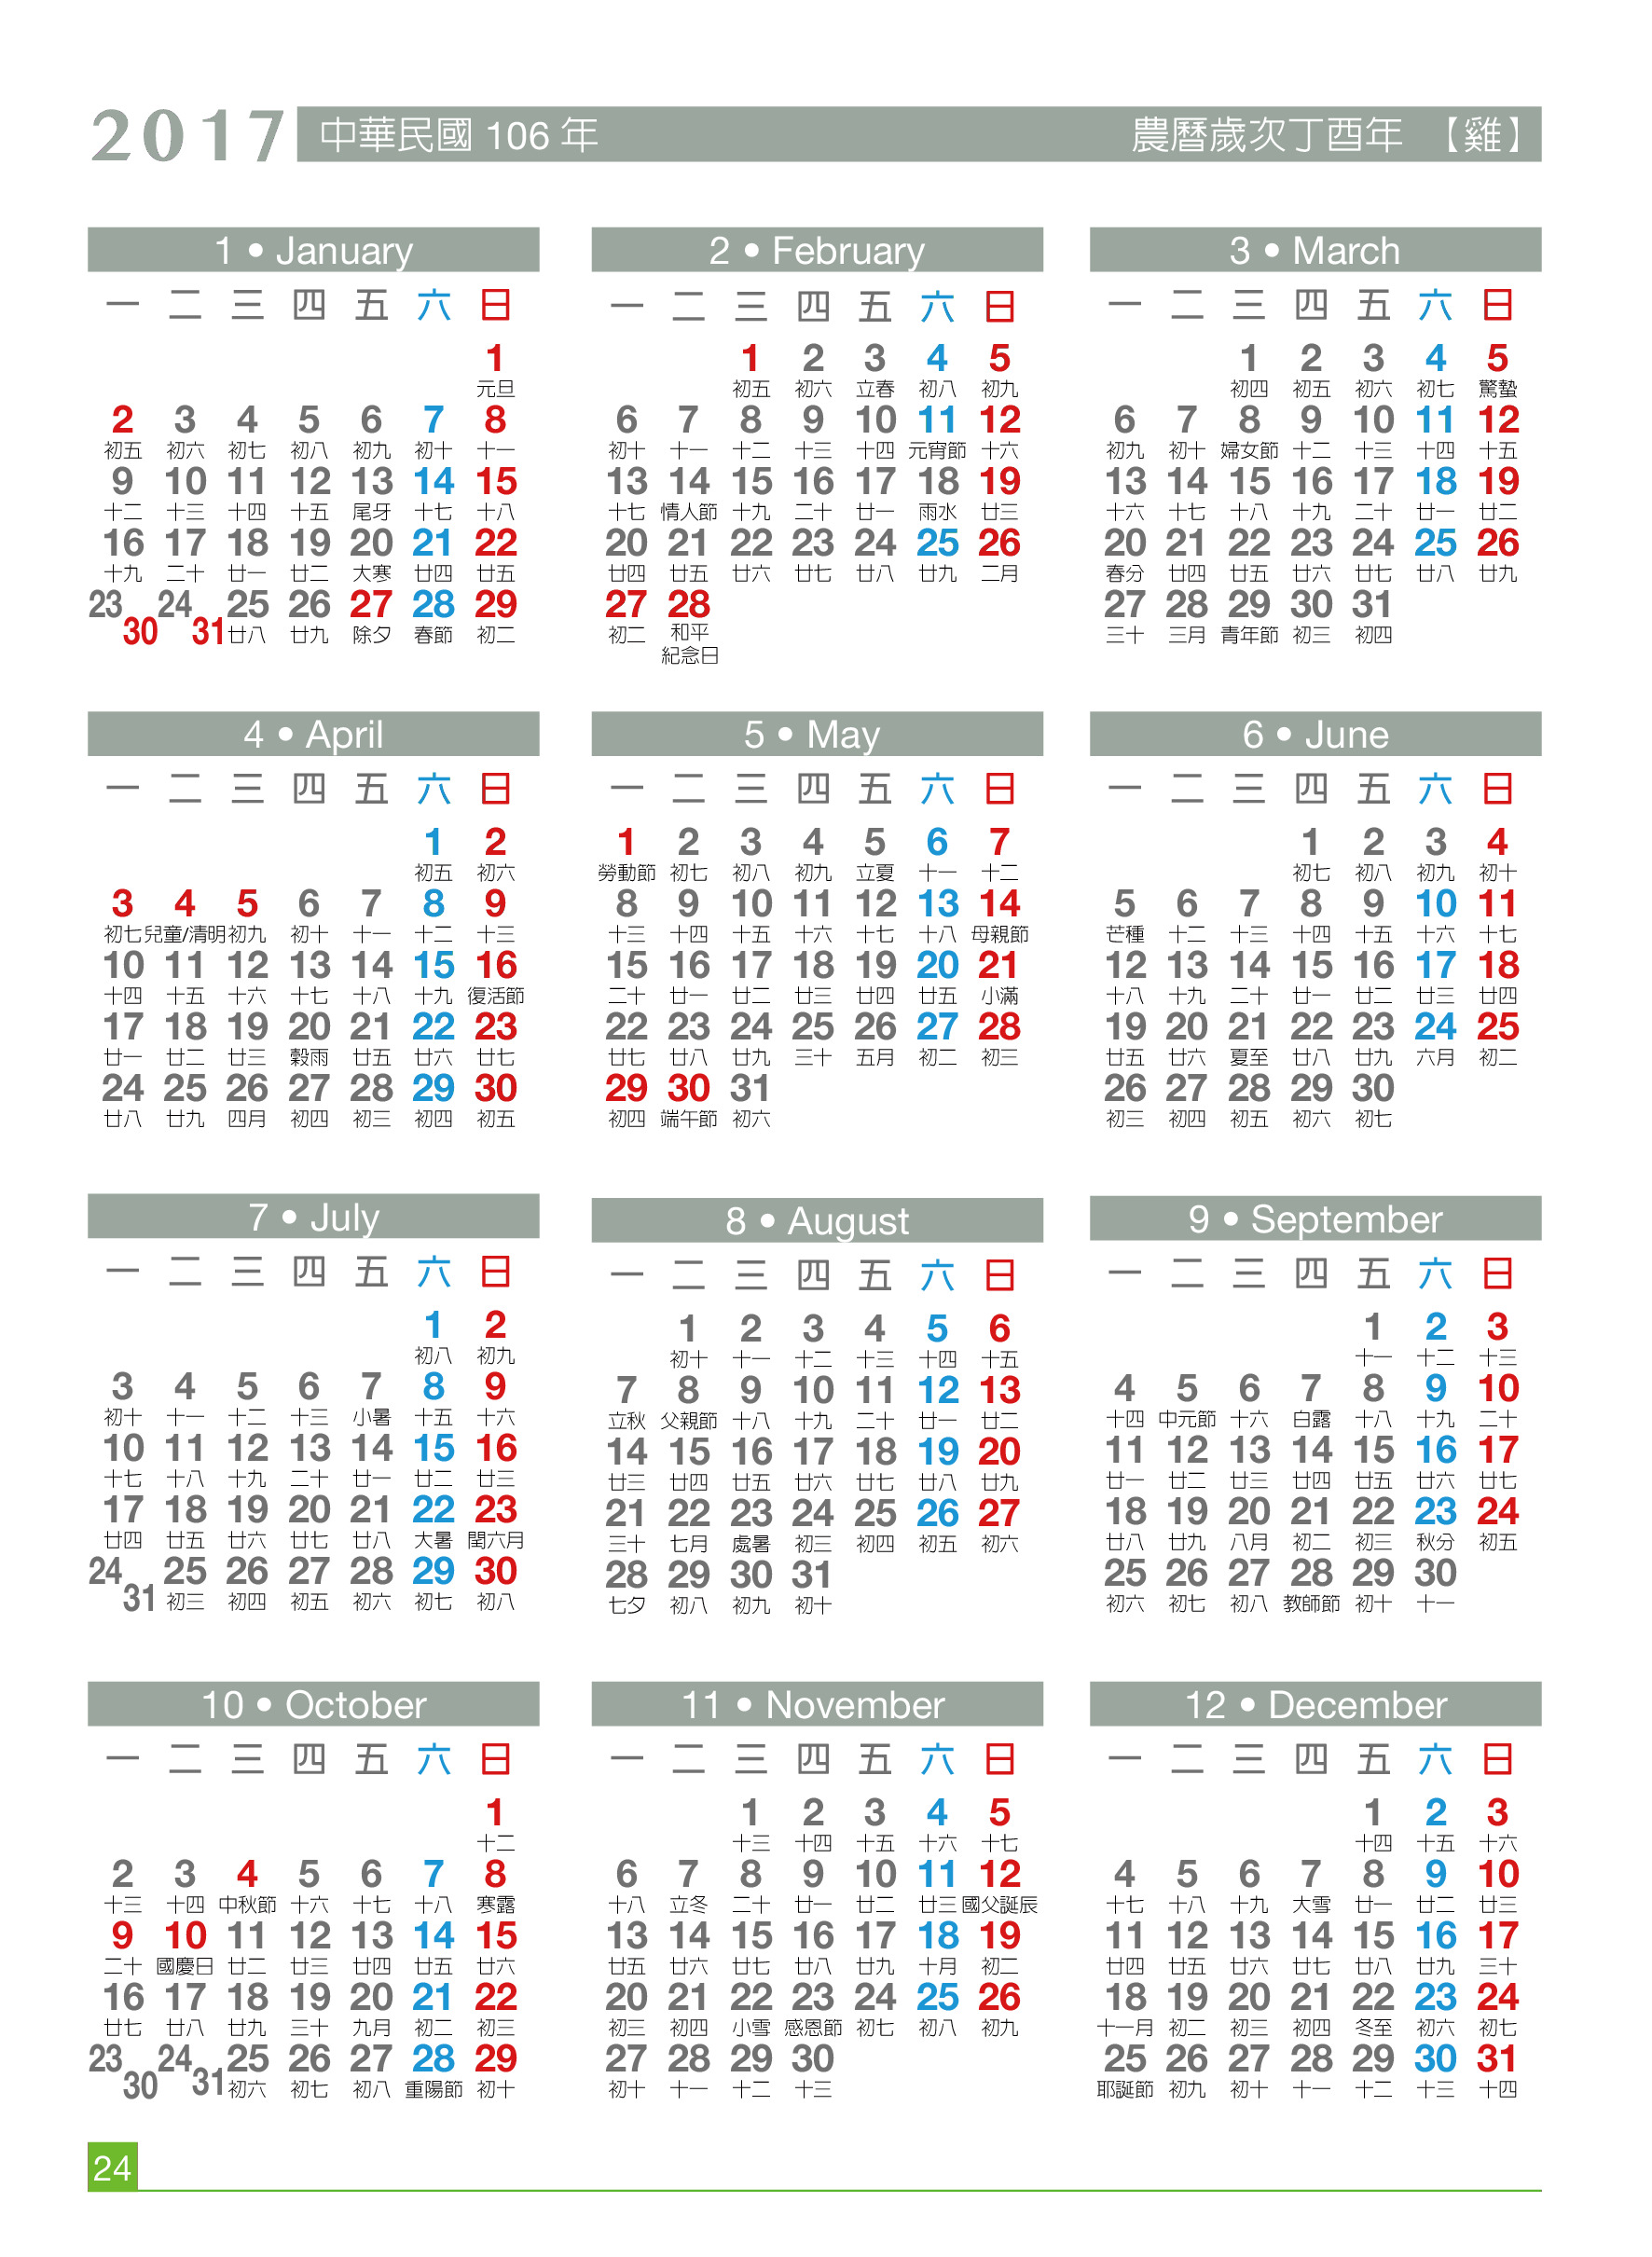 2017 中華民國 106 年 農曆歲次丁酉年 【雞】
1 • January
一 二 三 四 五 六 日
1
元旦
2 3 4 5 6 7 8
初五 初六 初七 初八 初九 初十 十一
9 10 11 12 13 14 15
十二 十三 十四 十五 尾牙 十七 十八
16 17 18 19 20 21 22
十九 二十 廿一 廿二 大寒 廿四 廿五
23 24 25 26 27 28 29
30 31 廿八 廿九 除夕 春節 初二
2 • February
一 二 三 四 五 六 日
1 2 3 4 5
初五 初六 立春 初八 初九
6 7 8 9 10 11 12
初十 十一 十二 十三 十四 元宵節 十六
13 14 15 16 17 18 19
十七 情人節 十九 二十 廿一 雨水 廿三
20 21 22 23 24 25 26
廿四 廿五 廿六 廿七 廿八 廿九 二月
27 28
初二 和平
紀念日
3 • March
一 二 三 四 五 六 日
1 2 3 4 5
初四 初五 初六 初七 驚蟄
6 7 8 9 10 11 12
初九 初十 婦女節 十二 十三 十四 十五
13 14 15 16 17 18 19
十六 十七 十八 十九 二十 廿一 廿二
20 21 22 23 24 25 26
春分 廿四 廿五 廿六 廿七 廿八 廿九
27 28 29 30 31
三十 三月 青年節 初三 初四
4 • April
一 二 三 四 五 六 日
1 2
初五 初六
3 4 5 6 7 8 9
初七 兒童/清明 初九 初十 十一 十二 十三
10 11 12 13 14 15 16
十四 十五 十六 十七 十八 十九 復活節
17 18 19 20 21 22 23
廿一 廿二 廿三 穀雨 廿五 廿六 廿七
24 25 26 27 28 29 30
廿八 廿九 四月 初四 初三 初四 初五
5 • May
一 二 三 四 五 六 日
1 2 3 4 5 6 7
勞動節 初七 初八 初九 立夏 十一 十二
8 9 10 11 12 13 14
十三 十四 十五 十六 十七 十八 母親節
15 16 17 18 19 20 21
二十 廿一 廿二 廿三 廿四 廿五 小滿
22 23 24 25 26 27 28
廿七 廿八 廿九 三十 五月 初二 初三
29 30 31
初四 端午節 初六
6 • June
一 二 三 四 五 六 日
1 2 3 4
初七 初八 初九 初十
5 6 7 8 9 10 11
芒種 十二 十三 十四 十五 十六 十七
12 13 14 15 16 17 18
十八 十九 二十 廿一 廿二 廿三 廿四
19 20 21 22 23 24 25
廿五 廿六 夏至 廿八 廿九 六月 初二
26 27 28 29 30
初三 初四 初五 初六 初七
7 • July
一 二 三 四 五 六 日
1 2
初八 初九
3 4 5 6 7 8 9
初十 十一 十二 十三 小暑 十五 十六
10 11 12 13 14 15 16
十七 十八 十九 二十 廿一 廿二 廿三
17 18 19 20 21 22 23
廿四 廿五 廿六 廿七 廿八 大暑 閏六月
24 25 26 27 28 29 30
31 初三 初四 初五 初六 初七 初八
8 • August
一 二 三 四 五 六 日
1 2 3 4 5 6
初十 十一 十二 十三 十四 十五
7 8 9 10 11 12 13
立秋 父親節 十八 十九 二十 廿一 廿二
14 15 16 17 18 19 20
廿三 廿四 廿五 廿六 廿七 廿八 廿九
21 22 23 24 25 26 27
三十 七月 處暑 初三 初四 初五 初六
28 29 30 31
七夕 初八 初九 初十
9 • September
一 二 三 四 五 六 日
1 2 3
十一 十二 十三
4 5 6 7 8 9 10
十四 中元節 十六 白露 十八 十九 二十
11 12 13 14 15 16 17
廿一 廿二 廿三 廿四 廿五 廿六 廿七
18 19 20 21 22 23 24
廿八 廿九 八月 初二 初三 秋分 初五
25 26 27 28 29 30
初六 初七 初八 教師節 初十 十一
10 • October
一 二 三 四 五 六 日
1
十二
2 3 4 5 6 7 8
十三 十四 中秋節 十六 十七 十八 寒露
9 10 11 12 13 14 15
二十 國慶日 廿二 廿三 廿四 廿五 廿六
16 17 18 19 20 21 22
廿七 廿八 廿九 三十 九月 初二 初三
23 24 25 26 27 28 29
30 31 初六 初七 初八 重陽節 初十
11 • November
一 二 三 四 五 六 日
1 2 3 4 5
十三 十四 十五 十六 十七
6 7 8 9 10 11 12
十八 立冬 二十 廿一 廿二 廿三 國父誕辰
13 14 15 16 17 18 19
廿五 廿六 廿七 廿八 廿九 十月 初二
20 21 22 23 24 25 26
初三 初四 小雪 感恩節 初七 初八 初九
27 28 29 30
初十 十一 十二 十三
12 • December
一 二 三 四 五 六 日
1 2 3
十四 十五 十六
4 5 6 7 8 9 10
十七 十八 十九 大雪 廿一 廿二 廿三
11 12 13 14 15 16 17
廿四 廿五 廿六 廿七 廿八 廿九 三十
18 19 20 21 22 23 24
十一月 初二 初三 初四 冬至 初六 初七
25 26 27 28 29 30 31
耶誕節 初九 初十 十一 十二 十三 十四
24